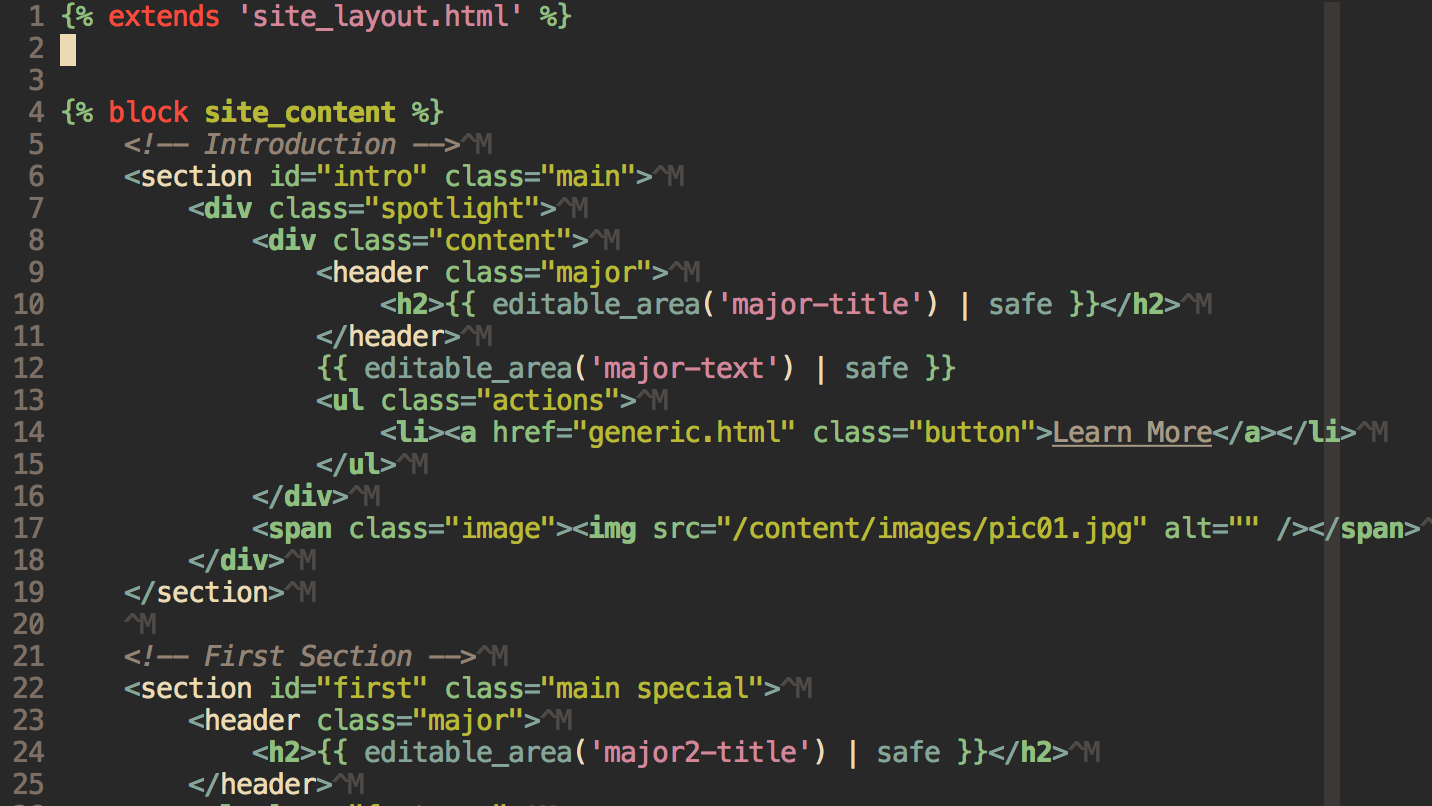 1 {% extends 'site_layout.html' %}
2
3
4 {% block site_content %}
5     <!-- Introduction -->^M
6     <section id="intro" class="main">^M
7         <div class="spotlight">^M
8             <div class="content">^M
9                 <header class="major">^M
10                     <h2>{{ editable_area('major-title') | safe }}</h2>^M
11                 </header>^M
12                 {{ editable_area('major-text') | safe }}
13                 <ul class="actions">^M
14                     <li><a href="generic.html" class="button">Learn More</a></li>^M
15                 </ul>^M
16             </div>^M
17             <span class="image"><img src="/content/images/pic01.jpg" alt="" /></span>^
18         </div>^M
19     </section>^M
20     ^M
21     <!-- First Section -->^M
22     <section id="first" class="main special">^M
23         <header class="major">^M
24             <h2>{{ editable_area('major2-title') | safe }}</h2>^M
25         </header>^M